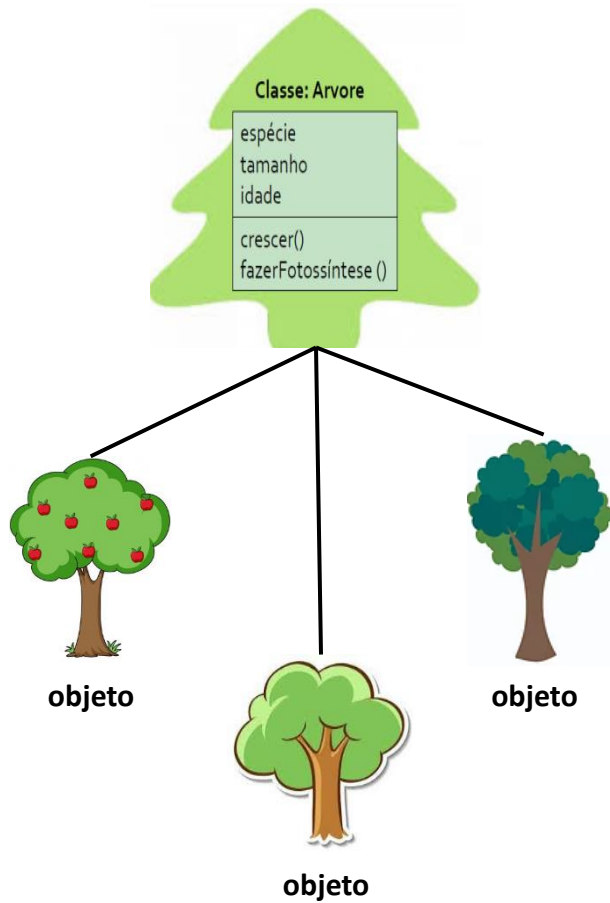 Classe: Arvore
espécie
tamanho
idade
crescer()
fazerFotossíntese ()
objeto
objeto
objeto